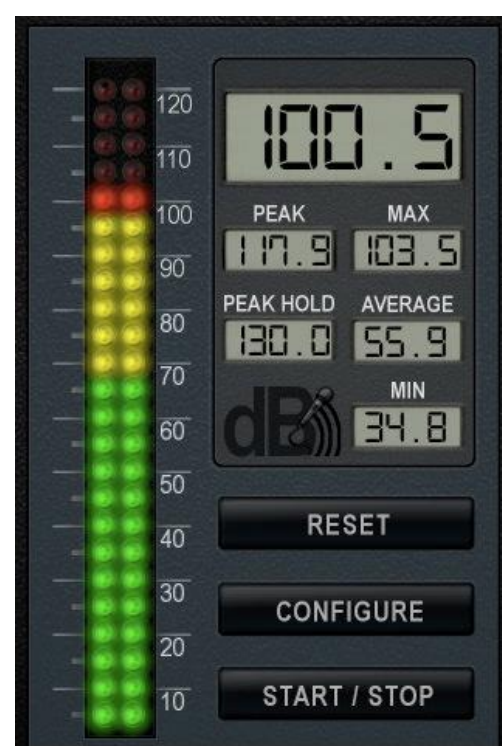 120
110
100
90
80
70
60
50
40
30
20
10
100.5
PEAK MAX
117.9 103.5
PEAK HOLD AVERAGE
130.0 55.9
dB MIN
34.8
RESET
CONFIGURE
START / STOP